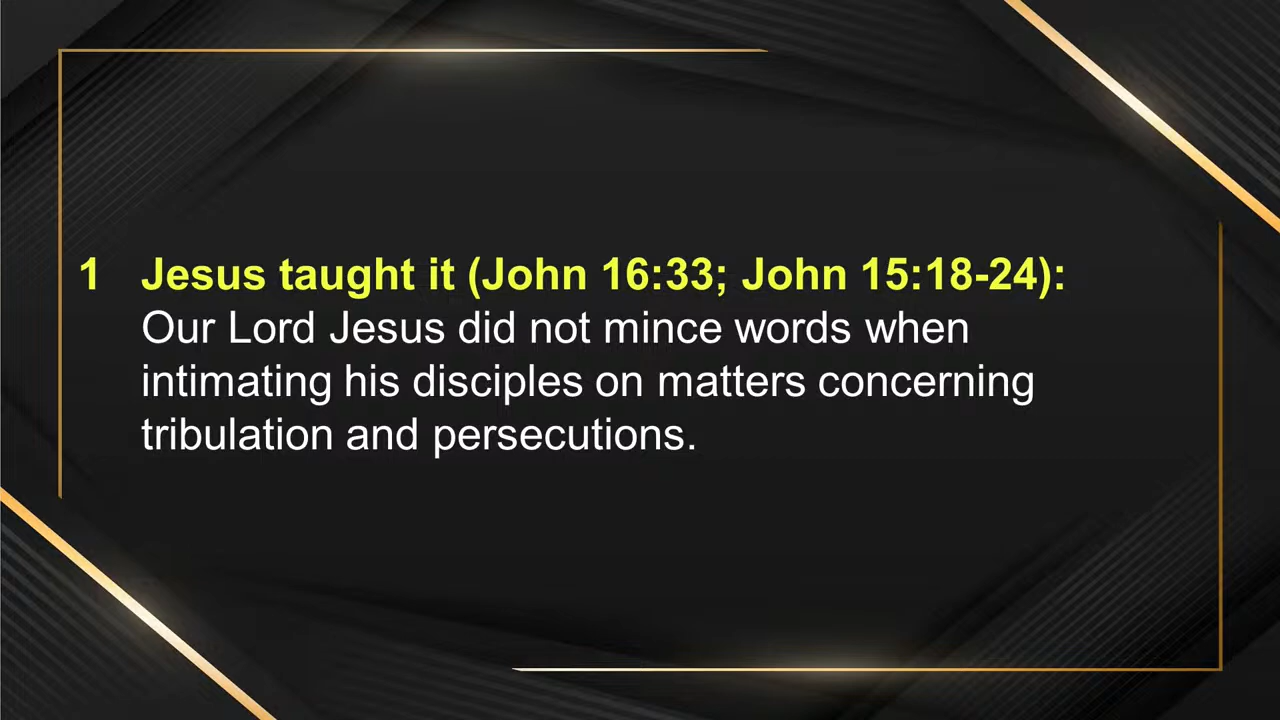 1 Jesus taught it (John 16:33; John 15:18-24):
Our Lord Jesus did not mince words when
intimating his disciples on matters concerning
tribulation and persecutions.